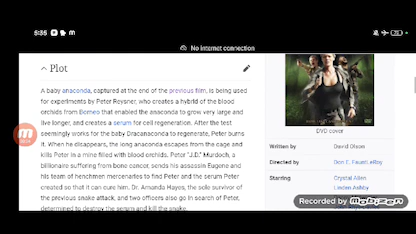 5:35
No internet connection
Plot
A baby anaconda, captured at the end of the previous film, is being used
for experiments by Peter Reysner, who creates a hybrid of the blood
orchids from Borneo that enables the anaconda to grow very large and
live longer, and creates a serum for cell regeneration. After the test
seemingly works for the baby Dracanaconda to regenerate, Peter burns
it. When he disappears, the long anaconda escapes from the cage and
kills Peter in a mine filled with blood orchids. Peter "J.D." Murdoch, a
billionaire suffering from bone cancer, sends his assassin Eugene and
his team of henchmen mercenaries to find Peter and the serum Peter
created so that it can cure him. Dr. Amanda Hayes, the sole survivor of
the previous snake attack, and two officers also go in search of Peter,
determined to destroy the serum and kill the snake.
DVD cover
Written by David Olson
Directed by Don E. FauntLeRoy
Starring Crystal Allen
Linden Ashby
Recorded by
mobizen